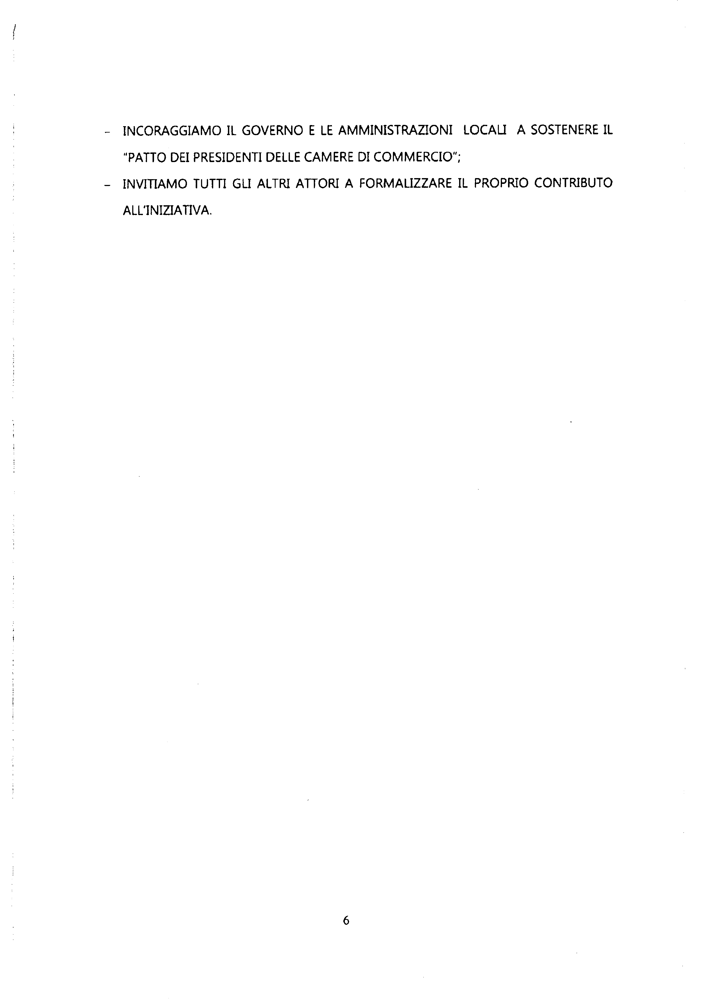 - INCORAGGIAMO IL GOVERNO E LE AMMINISTRAZIONI LOCALI A SOSTENERE IL
"PATTO DEI PRESIDENTI DELLE CAMERE DI COMMERCIO";
- INVITIAMO TUTTI GLI ALTRI ATTORI A FORMALIZZARE IL PROPRIO CONTRIBUTO
ALL'INIZIATIVA.
6